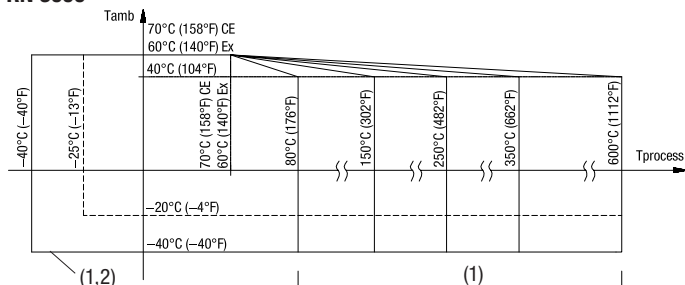 Tamb
70°C (158°F) CE
60°C (140°F) Ex
40°C (104°F)
–40°C (–40°F)
–25°C (–13°F)
70°C (158°F) CE
60°C (140°F) Ex
80°C (176°F)
150°C (302°F)
250°C (482°F)
350°C (662°F)
600°C (1112°F)
Tprocess
–20°C (–4°F)
–40°C (–40°F)
(1,2)
(1)